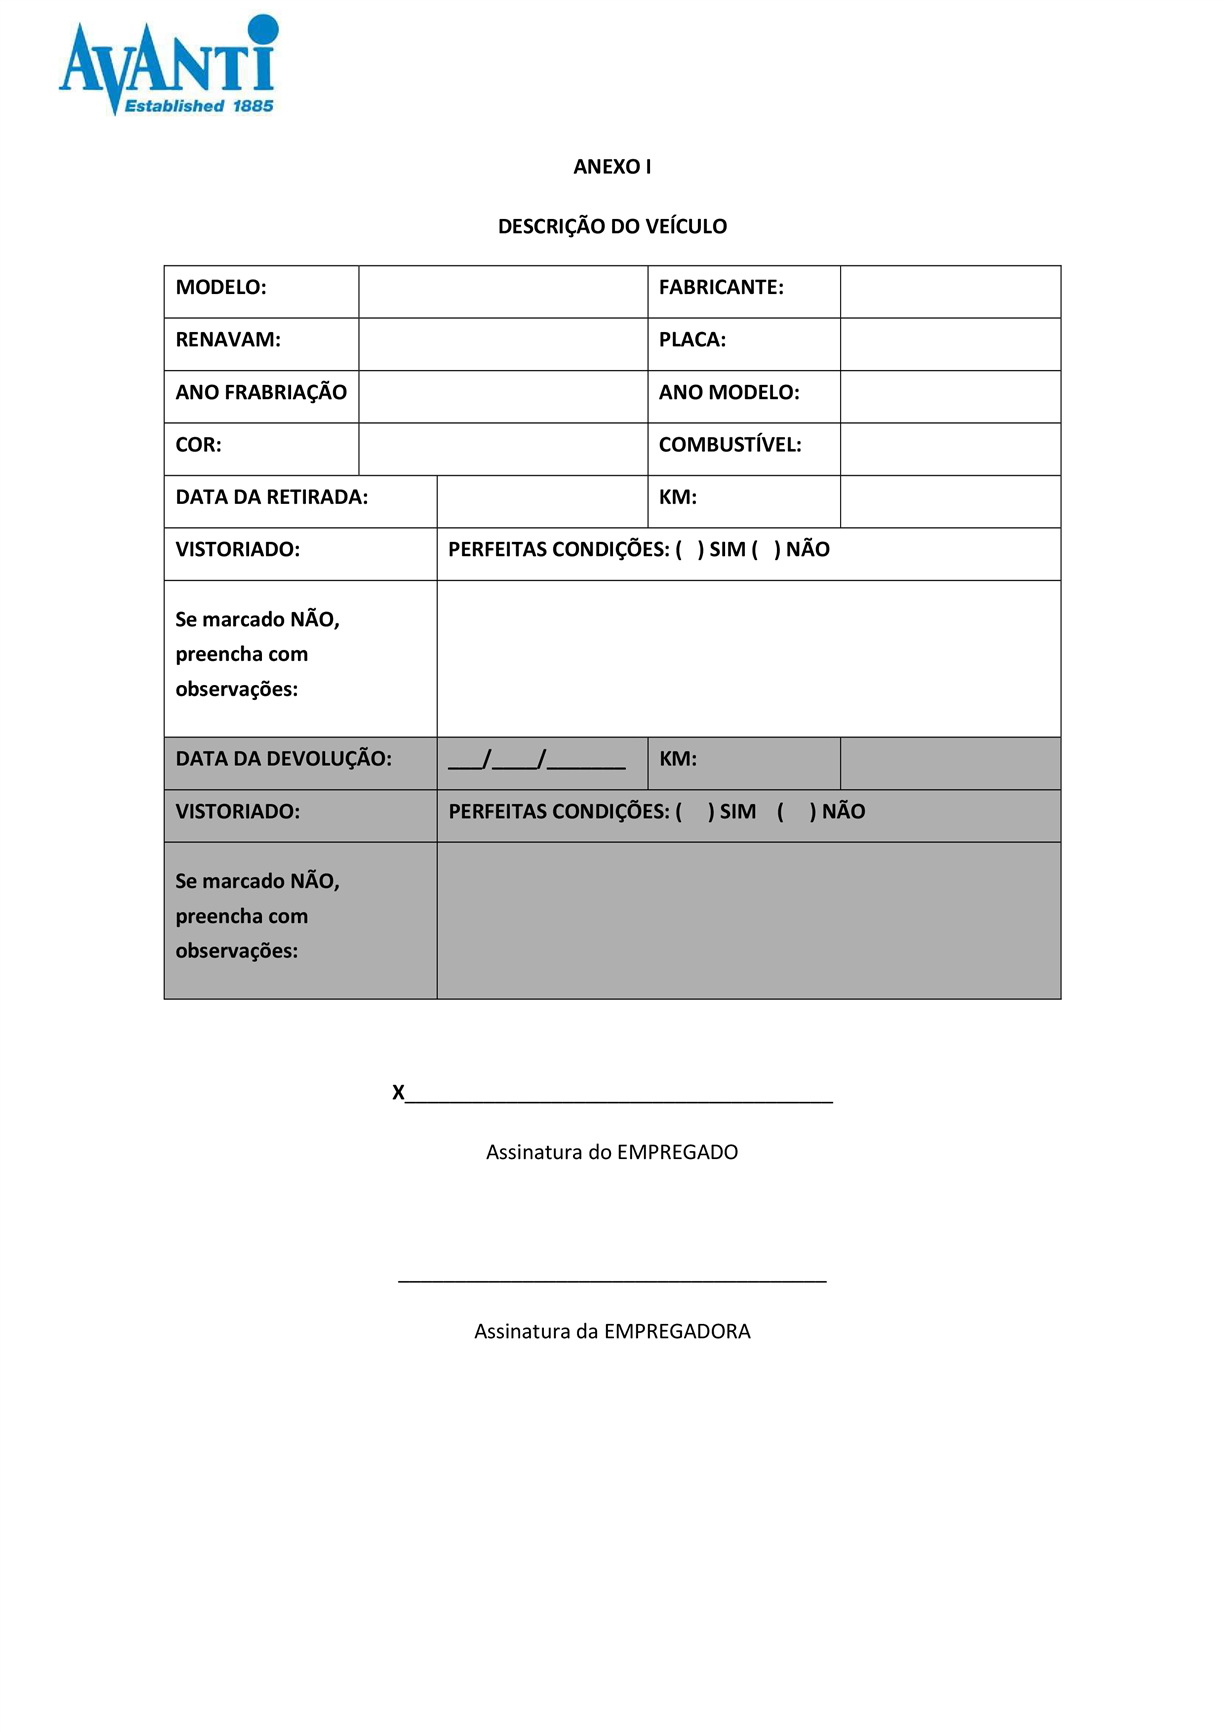 AVANTI
Established 1885
ANEXO I
DESCRIÇÃO DO VEÍCULO
MODELO: FABRICANTE:
RENAVAM: PLACA:
ANO FRABRIAÇÃO ANO MODELO:
COR: COMBUSTÍVEL:
DATA DA RETIRADA: KM:
VISTORIADO: PERFEITAS CONDIÇÕES: (   ) SIM (   ) NÃO
Se marcado NÃO,
preencha com
observações:
DATA DA DEVOLUÇÃO: ___/____/_______ KM:
VISTORIADO: PERFEITAS CONDIÇÕES: (     ) SIM    (     ) NÃO
Se marcado NÃO,
preencha com
observações:
X______________________________________
Assinatura do EMPREGADO
______________________________________
Assinatura da EMPREGADORA